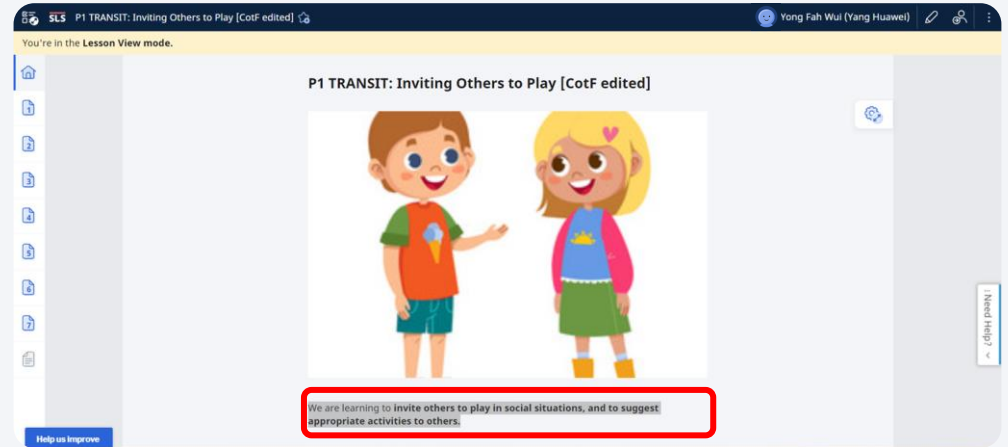 SLS P1 TRANSIT: Inviting Others to Play [CotF edited]
Yong Fah Wui (Yang Huawei)
You're in the Lesson View mode.
P1 TRANSIT: Inviting Others to Play [CotF edited]
1
2
3
4
5
6
7
Need Help?
We are learning to invite others to play in social situations, and to suggest
appropriate activities to others.
Help us improve